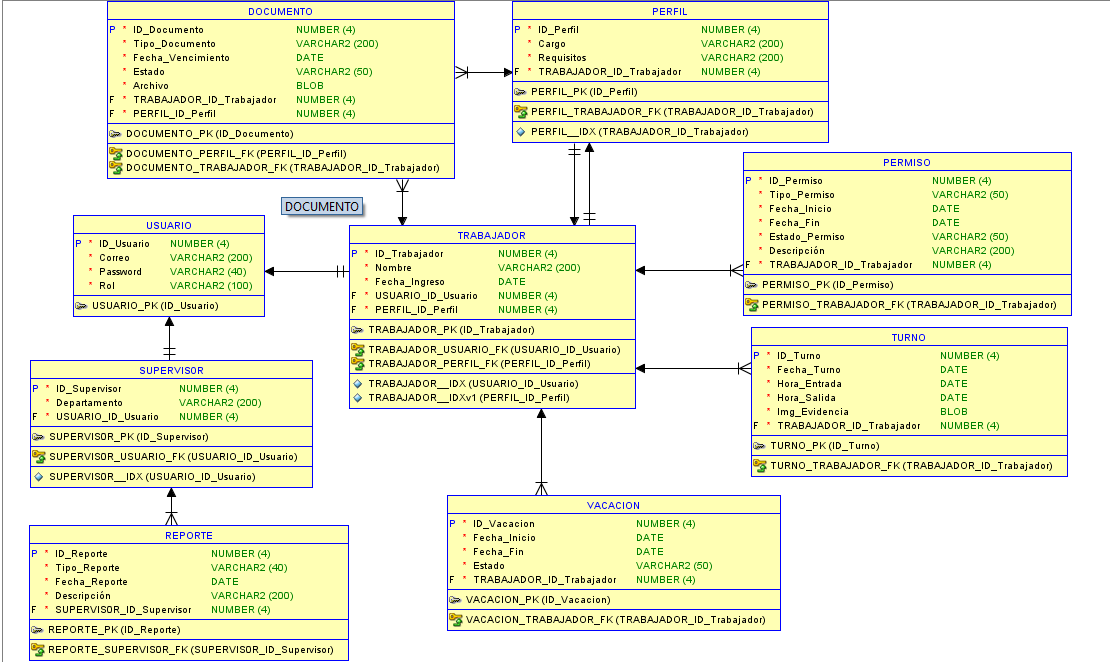 DOCUMENTO
P * ID_Documento NUMBER (4)
* Tipo_Documento VARCHAR2 (200)
* Fecha_Vencimiento DATE
* Estado VARCHAR2 (50)
* Archivo BLOB
F * TRABAJADOR_ID_Trabajador NUMBER (4)
F * PERFIL_ID_Perfil NUMBER (4)
DOCUMENTO_PK (ID_Documento)
DOCUMENTO_PERFIL_FK (PERFIL_ID_Perfil)
DOCUMENTO_TRABAJADOR_FK (TRABAJADOR_ID_Trabajador)
PERFIL
P * ID_Perfil NUMBER (4)
* Cargo VARCHAR2 (200)
* Requisitos VARCHAR2 (200)
F * TRABAJADOR_ID_Trabajador NUMBER (4)
PERFIL_PK (ID_Perfil)
PERFIL_TRABAJADOR_FK (TRABAJADOR_ID_Trabajador)
PERFIL__IDX (TRABAJADOR_ID_Trabajador)
PERMISO
P * ID_Permiso NUMBER (4)
* Tipo_Permiso VARCHAR2 (50)
* Fecha_Inicio DATE
* Fecha_Fin DATE
* Estado_Permiso VARCHAR2 (50)
* Descripción VARCHAR2 (200)
F * TRABAJADOR_ID_Trabajador NUMBER (4)
PERMISO_PK (ID_Permiso)
PERMISO_TRABAJADOR_FK (TRABAJADOR_ID_Trabajador)
DOCUMENTO
USUARIO
P * ID_Usuario NUMBER (4)
* Correo VARCHAR2 (200)
* Password VARCHAR2 (40)
* Rol VARCHAR2 (100)
USUARIO_PK (ID_Usuario)
TRABAJADOR
P * ID_Trabajador NUMBER (4)
* Nombre VARCHAR2 (200)
* Fecha_Ingreso DATE
F * USUARIO_ID_Usuario NUMBER (4)
F * PERFIL_ID_Perfil NUMBER (4)
TRABAJADOR_PK (ID_Trabajador)
TRABAJADOR_USUARIO_FK (USUARIO_ID_Usuario)
TRABAJADOR_PERFIL_FK (PERFIL_ID_Perfil)
TRABAJADOR__IDX (USUARIO_ID_Usuario)
TRABAJADOR__IDXv1 (PERFIL_ID_Perfil)
TURNO
P * ID_Turno NUMBER (4)
* Fecha_Turno DATE
* Hora_Entrada DATE
* Hora_Salida DATE
* Img_Evidencia BLOB
F * TRABAJADOR_ID_Trabajador NUMBER (4)
TURNO_PK (ID_Turno)
TURNO_TRABAJADOR_FK (TRABAJADOR_ID_Trabajador)
SUPERVISOR
P * ID_Supervisor NUMBER (4)
* Departamento VARCHAR2 (200)
F * USUARIO_ID_Usuario NUMBER (4)
SUPERVISOR_PK (ID_Supervisor)
SUPERVISOR_USUARIO_FK (USUARIO_ID_Usuario)
SUPERVISOR__IDX (USUARIO_ID_Usuario)
VACACION
P * ID_Vacacion NUMBER (4)
* Fecha_Inicio DATE
* Fecha_Fin DATE
* Estado VARCHAR2 (50)
F * TRABAJADOR_ID_Trabajador NUMBER (4)
VACACION_PK (ID_Vacacion)
VACACION_TRABAJADOR_FK (TRABAJADOR_ID_Trabajador)
REPORTE
P * ID_Reporte NUMBER (4)
* Tipo_Reporte VARCHAR2 (40)
* Fecha_Reporte DATE
* Descripción VARCHAR2 (200)
F * SUPERVISOR_ID_Supervisor NUMBER (4)
REPORTE_PK (ID_Reporte)
REPORTE_SUPERVISOR_FK (SUPERVISOR_ID_Supervisor)